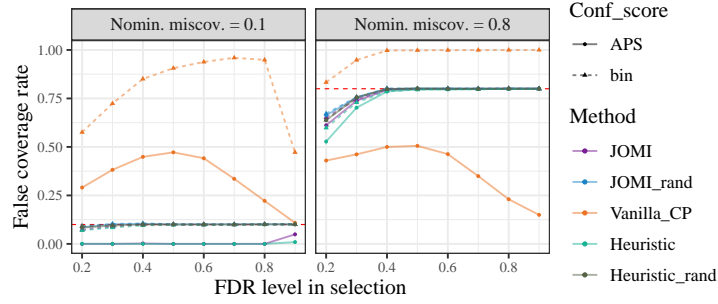 Nomin. miscov. = 0.1
Nomin. miscov. = 0.8
False coverage rate
1.00
0.75
0.50
0.25
0.00
0.2 0.4 0.6 0.8
0.2 0.4 0.6 0.8
FDR level in selection
Conf_score
APS
bin
Method
JOMI
JOMI_rand
Vanilla_CP
Heuristic
Heuristic_rand